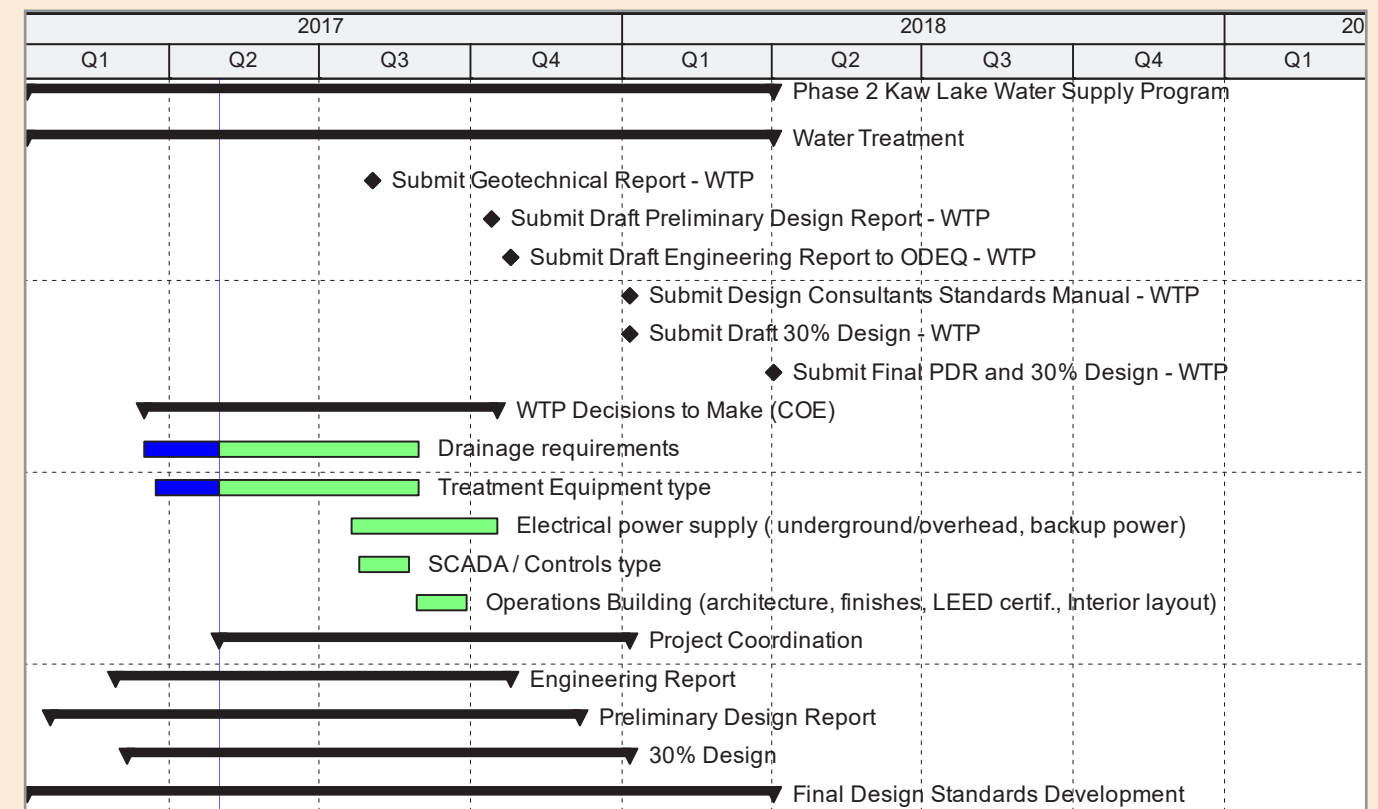 2017 2018 20
Q1 Q2 Q3 Q4 Q1 Q2 Q3 Q4 Q1
Phase 2 Kaw Lake Water Supply Program
Water Treatment
Submit Geotechnical Report - WTP
Submit Draft Preliminary Design Report - WTP
Submit Draft Engineering Report to ODEQ - WTP
Submit Design Consultants Standards Manual - WTP
Submit Draft 30% Design - WTP
Submit Final PDR and 30% Design - WTP
WTP Decisions to Make (COE)
Drainage requirements
Treatment Equipment type
Electrical power supply ( underground/overhead, backup power)
SCADA / Controls type
Operations Building (architecture, finishes, LEED certif., Interior layout)
Project Coordination
Engineering Report
Preliminary Design Report
30% Design
Final Design Standards Development